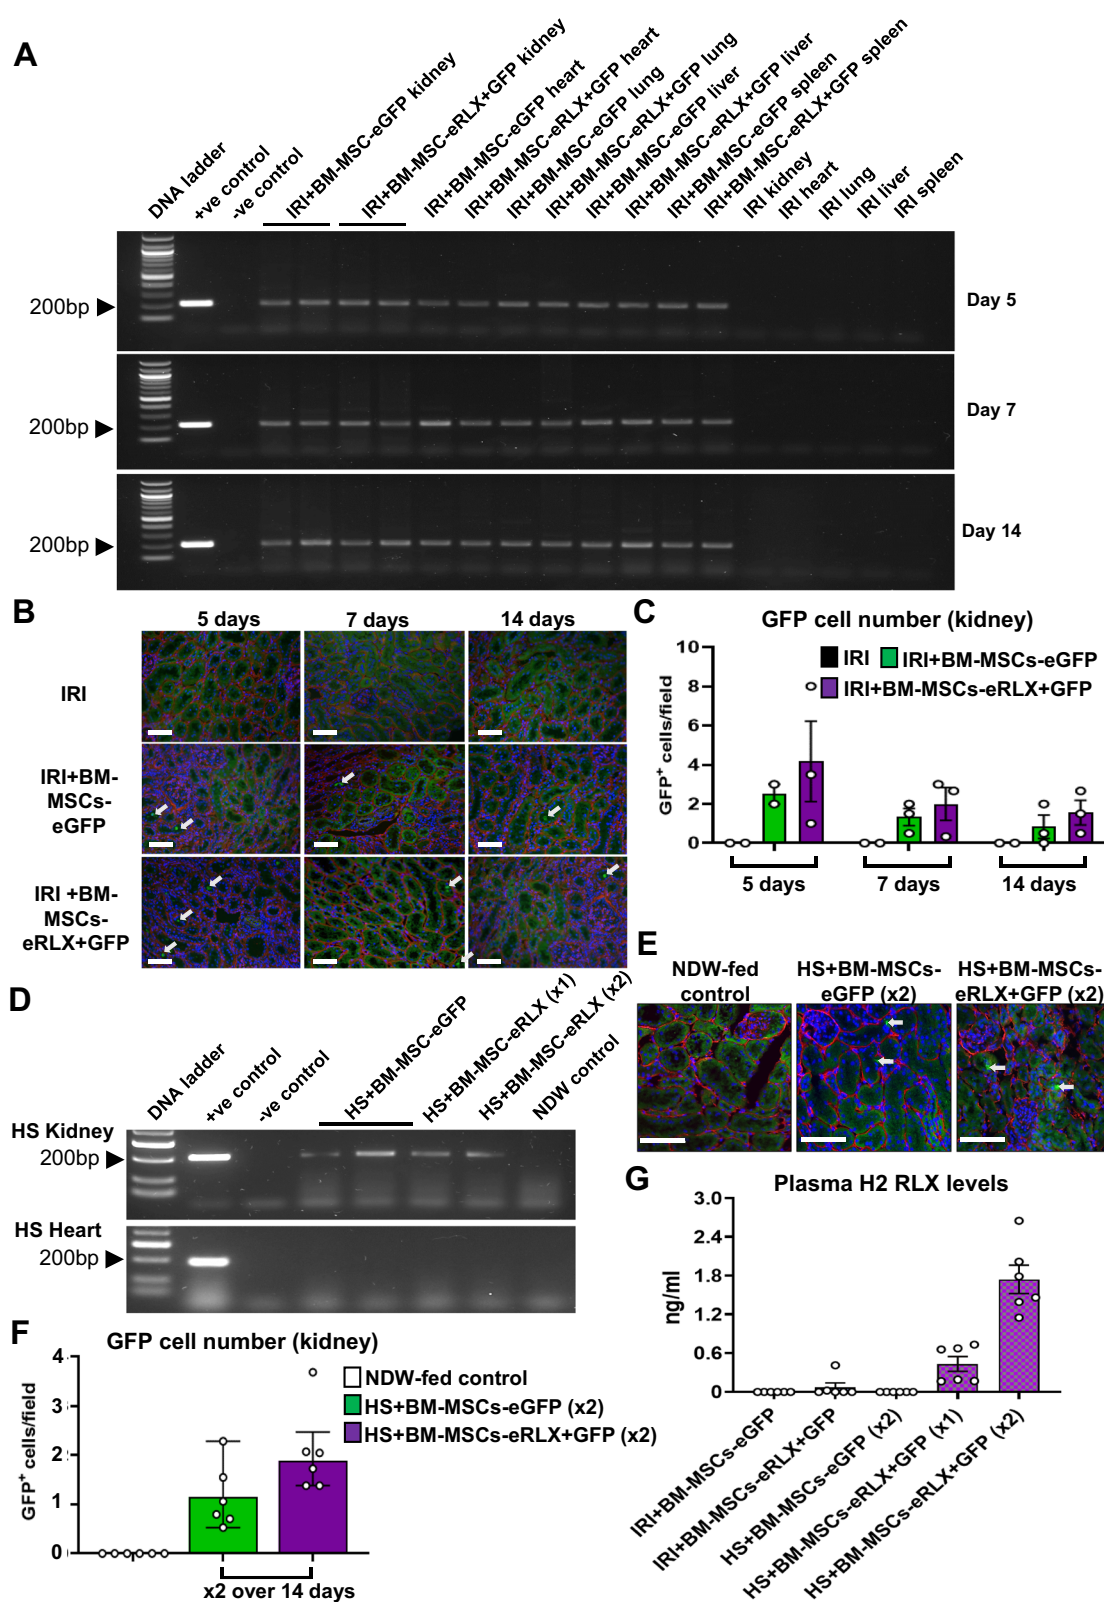 A
DNA ladder
+ve control
-ve control
IRI+BM-MSC-eGFP kidney
IRI+BM-MSC-eRLX+GFP kidney
IRI+BM-MSC-eGFP heart
IRI+BM-MSC-eRLX+GFP heart
IRI+BM-MSC-eGFP lung
IRI+BM-MSC-eRLX+GFP lung
IRI+BM-MSC-eGFP liver
IRI+BM-MSC-eRLX+GFP liver
IRI+BM-MSC-eGFP spleen
IRI+BM-MSC-eRLX+GFP spleen
IRI kidney
IRI heart
IRI lung
IRI liver
IRI spleen
200bp
Day 5
200bp
Day 7
200bp
Day 14
B
5 days
7 days
14 days
IRI
IRI+BM-
MSCs-
eGFP
IRI +BM-
MSCs-
eRLX+GFP
C
GFP cell number (kidney)
IRI
IRI+BM-MSCs-eGFP
IRI+BM-MSCs-eRLX+GFP
GFP+ cells/field
10
8
6
4
2
0
5 days
7 days
14 days
D
DNA ladder
+ve control
-ve control
HS+BM-MSC-eGFP
HS+BM-MSC-eRLX (x1)
HS+BM-MSC-eRLX (x2)
NDW control
HS Kidney
200bp
HS Heart
200bp
E
NDW-fed
control
HS+BM-MSCs-
eGFP (x2)
HS+BM-MSCs-
eRLX+GFP (x2)
F
GFP cell number (kidney)
GFP+ cells/field
4
3
2
1
0
NDW-fed control
HS+BM-MSCs-eGFP (x2)
HS+BM-MSCs-eRLX+GFP (x2)
x2 over 14 days
G
Plasma H2 RLX levels
ng/ml
3.0
2.4
1.8
1.2
0.6
0
IRI+BM-MSCs-eGFP
IRI+BM-MSCs-eRLX+GFP
HS+BM-MSCs-eGFP (x2)
HS+BM-MSCs-eRLX+GFP (x1)
HS+BM-MSCs-eRLX+GFP (x2)